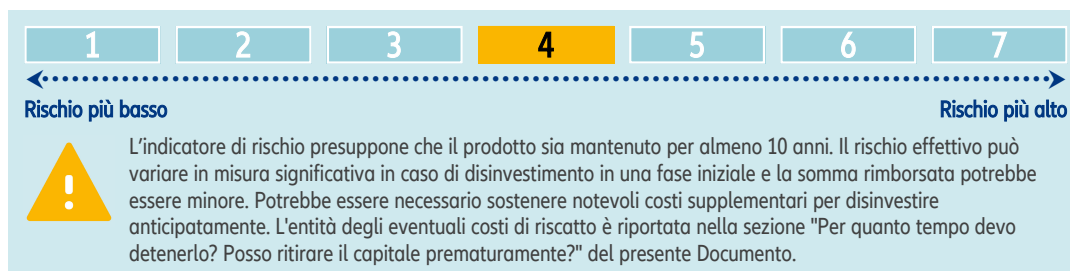 1 2 3 4 5 6 7
Rischio più basso Rischio più alto
L'indicatore di rischio presuppone che il prodotto sia mantenuto per almeno 10 anni. Il rischio effettivo può
variare in misura significativa in caso di disinvestimento in una fase iniziale e la somma rimborsata potrebbe
essere minore. Potrebbe essere necessario sostenere notevoli costi supplementari per disinvestire
anticipatamente. L'entità degli eventuali costi di riscatto è riportata nella sezione "Per quanto tempo devo
detenerlo? Posso ritirare il capitale prematuramente?" del presente Documento.